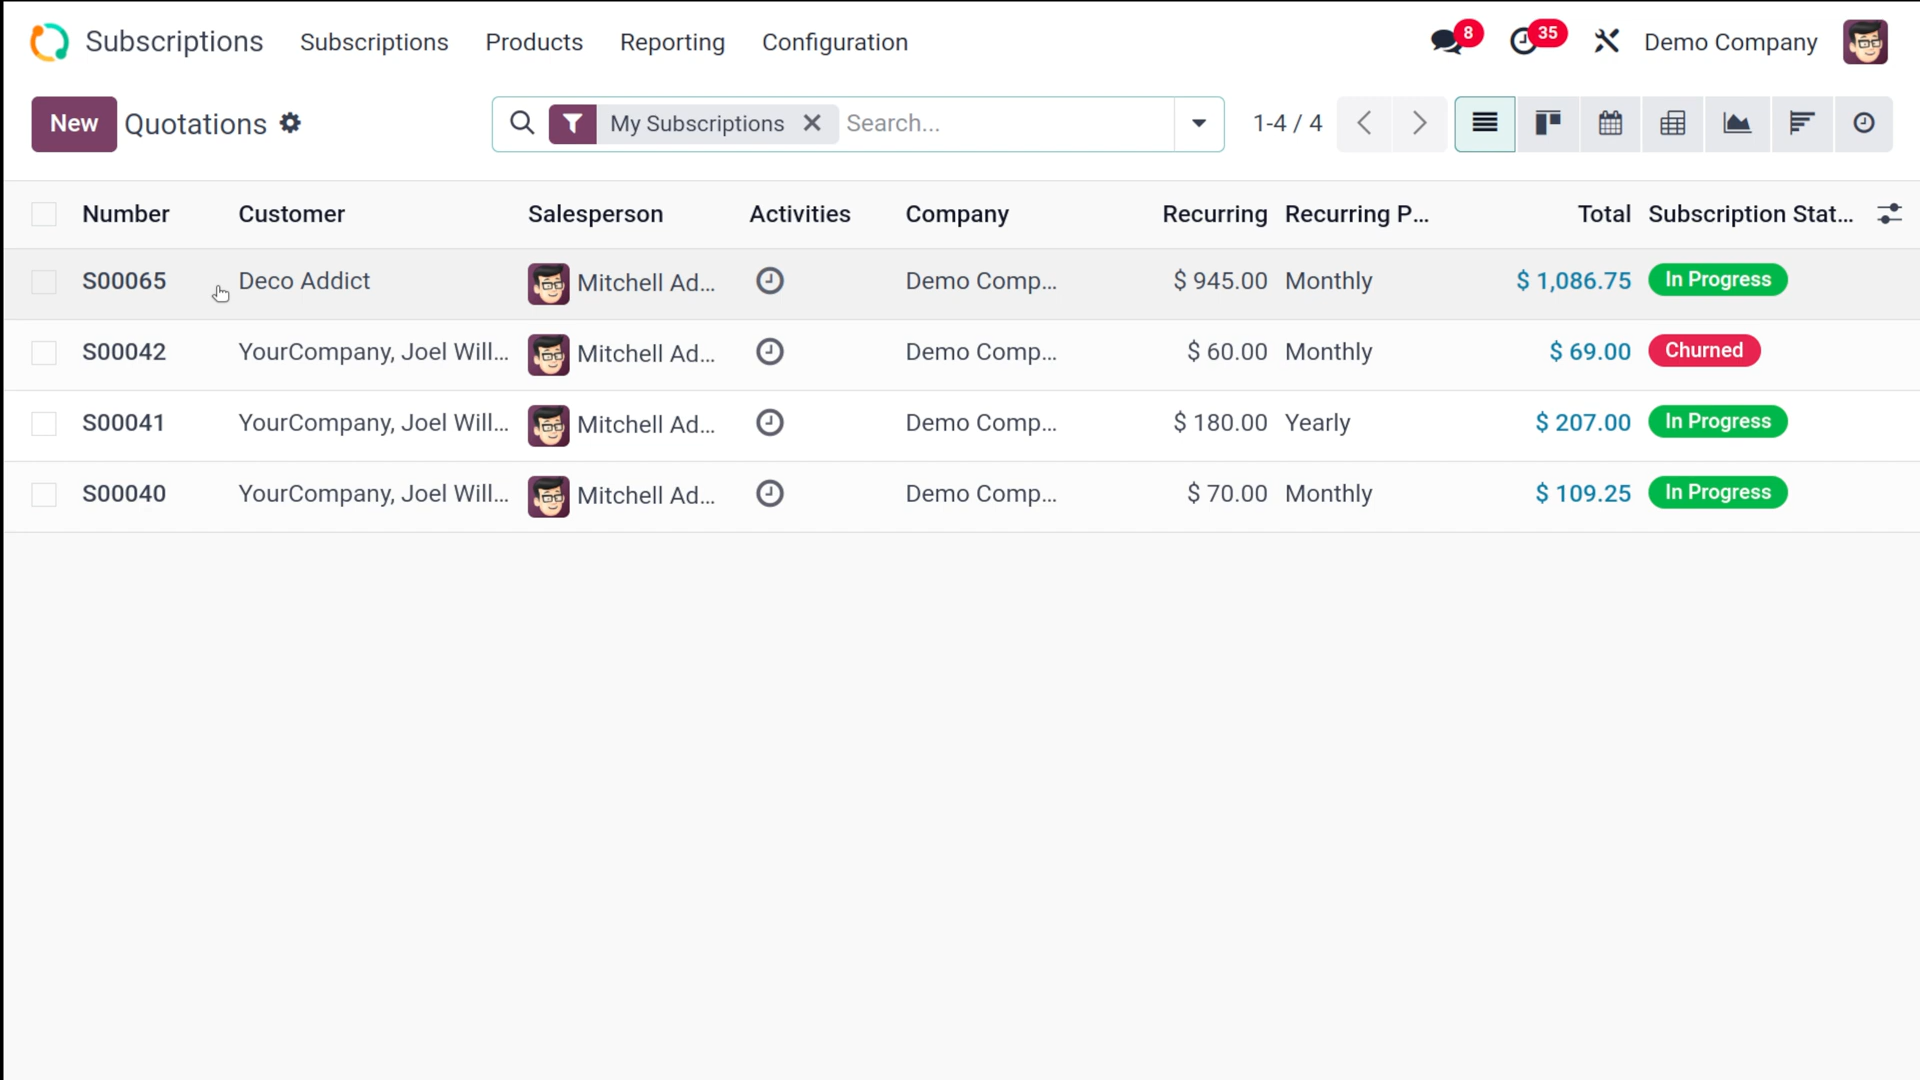 Subscriptions Subscriptions Products Reporting Configuration 8 35 Demo Company
New Quotations My Subscriptions Search... 1-4 / 4
Number Customer Salesperson Activities Company Recurring Recurring P... Total Subscription Stat...
S00065 Deco Addict Mitchell Ad... Demo Comp... $ 945.00 Monthly $ 1,086.75 In Progress
S00042 YourCompany, Joel Will... Mitchell Ad... Demo Comp... $ 60.00 Monthly $ 69.00 Churned
S00041 YourCompany, Joel Will... Mitchell Ad... Demo Comp... $ 180.00 Yearly $ 207.00 In Progress
S00040 YourCompany, Joel Will... Mitchell Ad... Demo Comp... $ 70.00 Monthly $ 109.25 In Progress